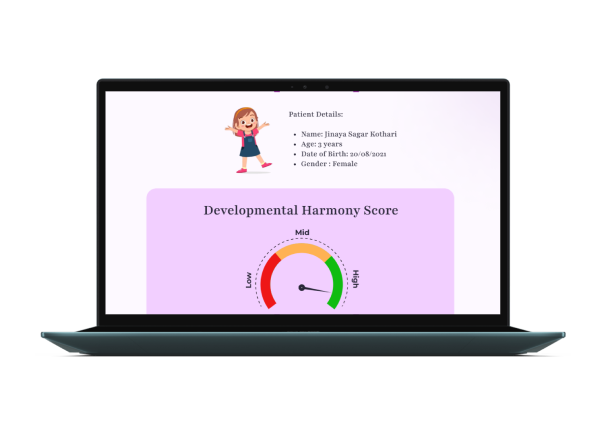 Patient Details:
• Name: Jinaya Sagar Kothari
• Age: 3 years
• Date of Birth: 20/08/2021
• Gender : Female
Developmental Harmony Score
Mid
Low
High